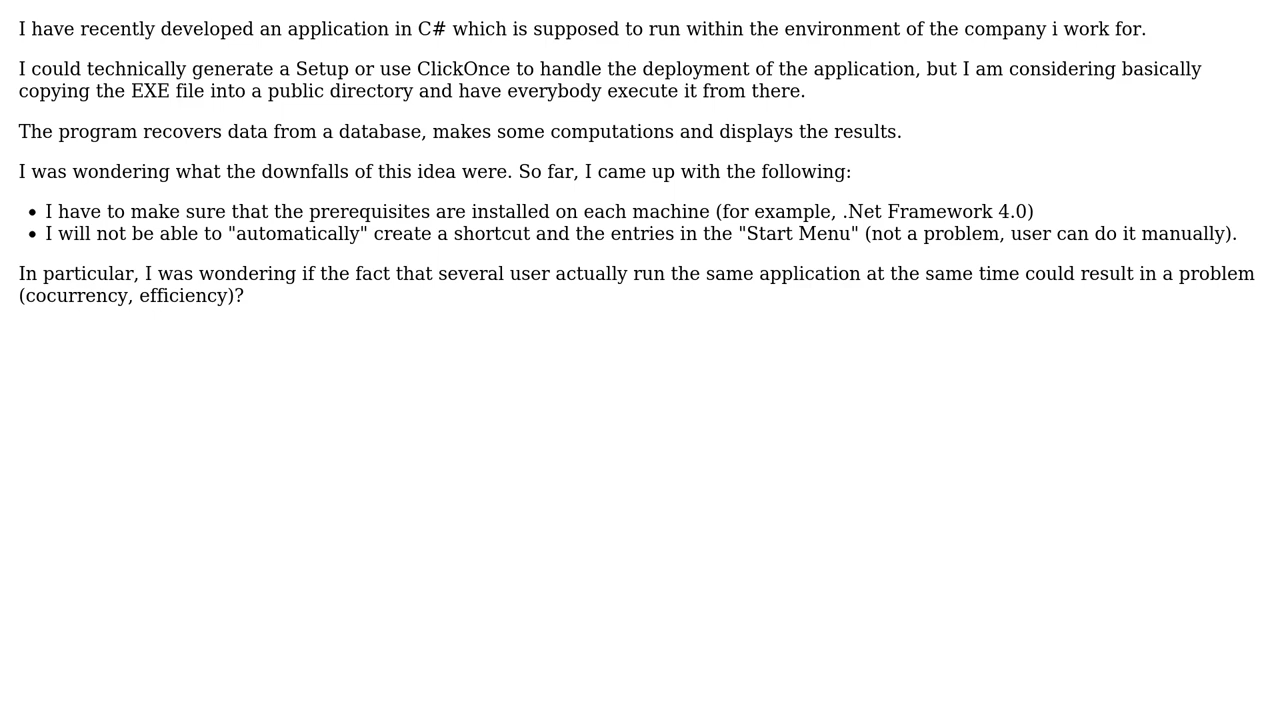 I have recently developed an application in C# which is supposed to run within the environment of the company i work for.
I could technically generate a Setup or use ClickOnce to handle the deployment of the application, but I am considering basically
copying the EXE file into a public directory and have everybody execute it from there.
The program recovers data from a database, makes some computations and displays the results.
I was wondering what the downfalls of this idea were. So far, I came up with the following:
• I have to make sure that the prerequisites are installed on each machine (for example, .Net Framework 4.0)
• I will not be able to "automatically" create a shortcut and the entries in the "Start Menu" (not a problem, user can do it manually).
In particular, I was wondering if the fact that several user actually run the same application at the same time could result in a problem
(cocurrency, efficiency)?